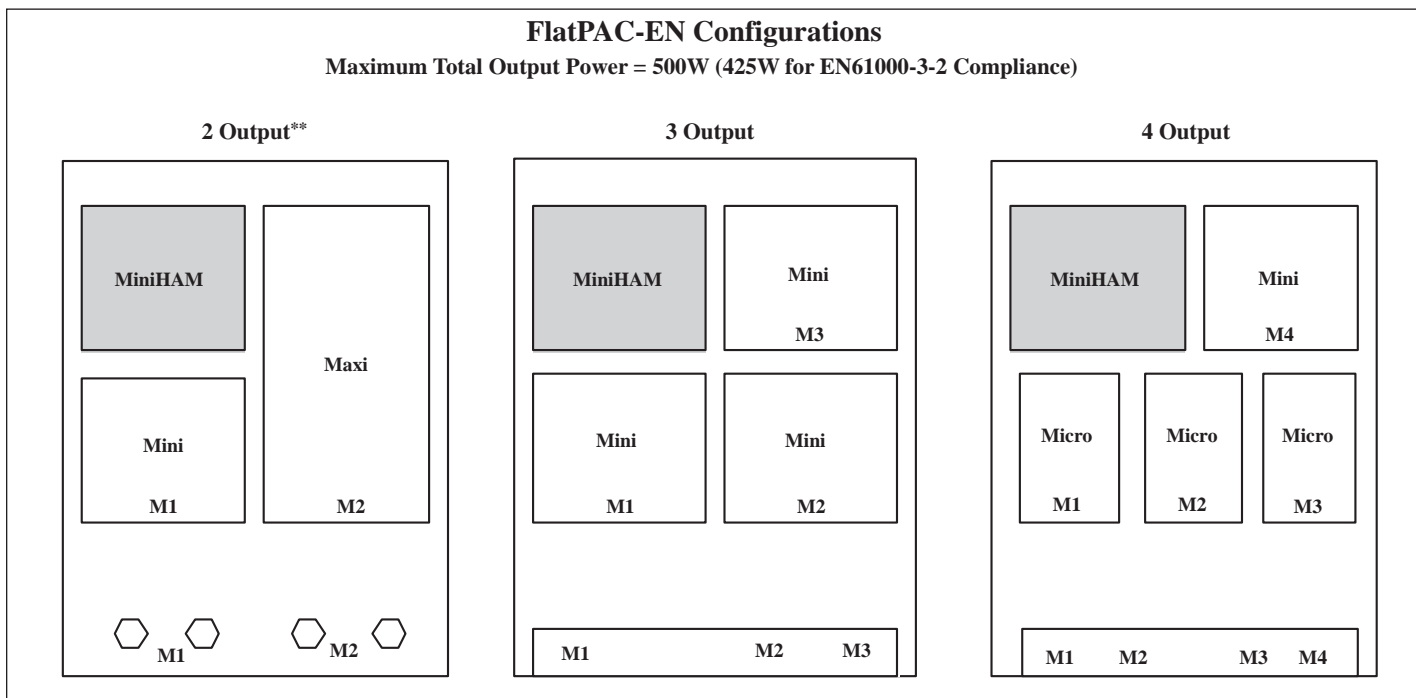 FlatPAC-EN Configurations
Maximum Total Output Power = 500W (425W for EN61000-3-2 Compliance)
2 Output**
MiniHAM
Maxi
Mini
M1
M2
M1
M2
3 Output
MiniHAM
Mini
M3
Mini
M1
Mini
M2
M1 M2 M3
4 Output
MiniHAM
Mini
M4
Micro
M1
Micro
M2
Micro
M3
M1 M2 M3 M4